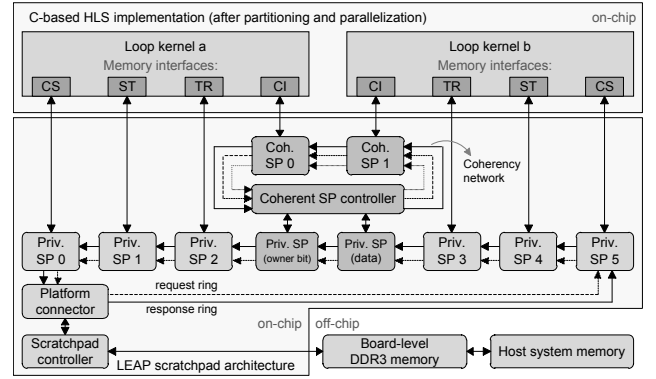 C-based HLS implementation (after partitioning and parallelization) on-chip
Loop kernel a
Memory interfaces:
CS ST TR CI
Loop kernel b
Memory interfaces:
CI TR ST CS
Coh.
SP 0
Coh.
SP 1
Coherency
network
Coherent SP controller
Priv.
SP 0
Priv.
SP 1
Priv.
SP 2
Priv. SP
(owner bit)
Priv. SP
(data)
Priv.
SP 3
Priv.
SP 4
Priv.
SP 5
request ring
response ring
Platform
connector
on-chip off-chip
Scratchpad
controller
LEAP scratchpad architecture
Board-level
DDR3 memory
Host system memory